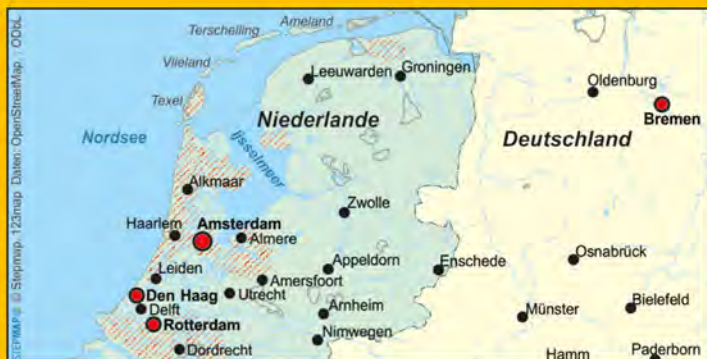 Ameland
Terschelling
Vlieland
Texel
Leeuwarden
Groningen
Oldenburg
Bremen
Nordsee
Ijsselmeer
Niederlande
Deutschland
Alkmaar
Zwolle
Haarlem
Amsterdam
Almere
Leiden
Appeldorn
Enschede
Osnabrück
Amersfoort
Utrecht
Den Haag
Delft
Arnheim
Münster
Bielefeld
Rotterdam
Nimwegen
Dordrecht
Hamm
Paderborn
STEPMAP © Stepmap, 123map Daten: OpenStreetMap, ODbL